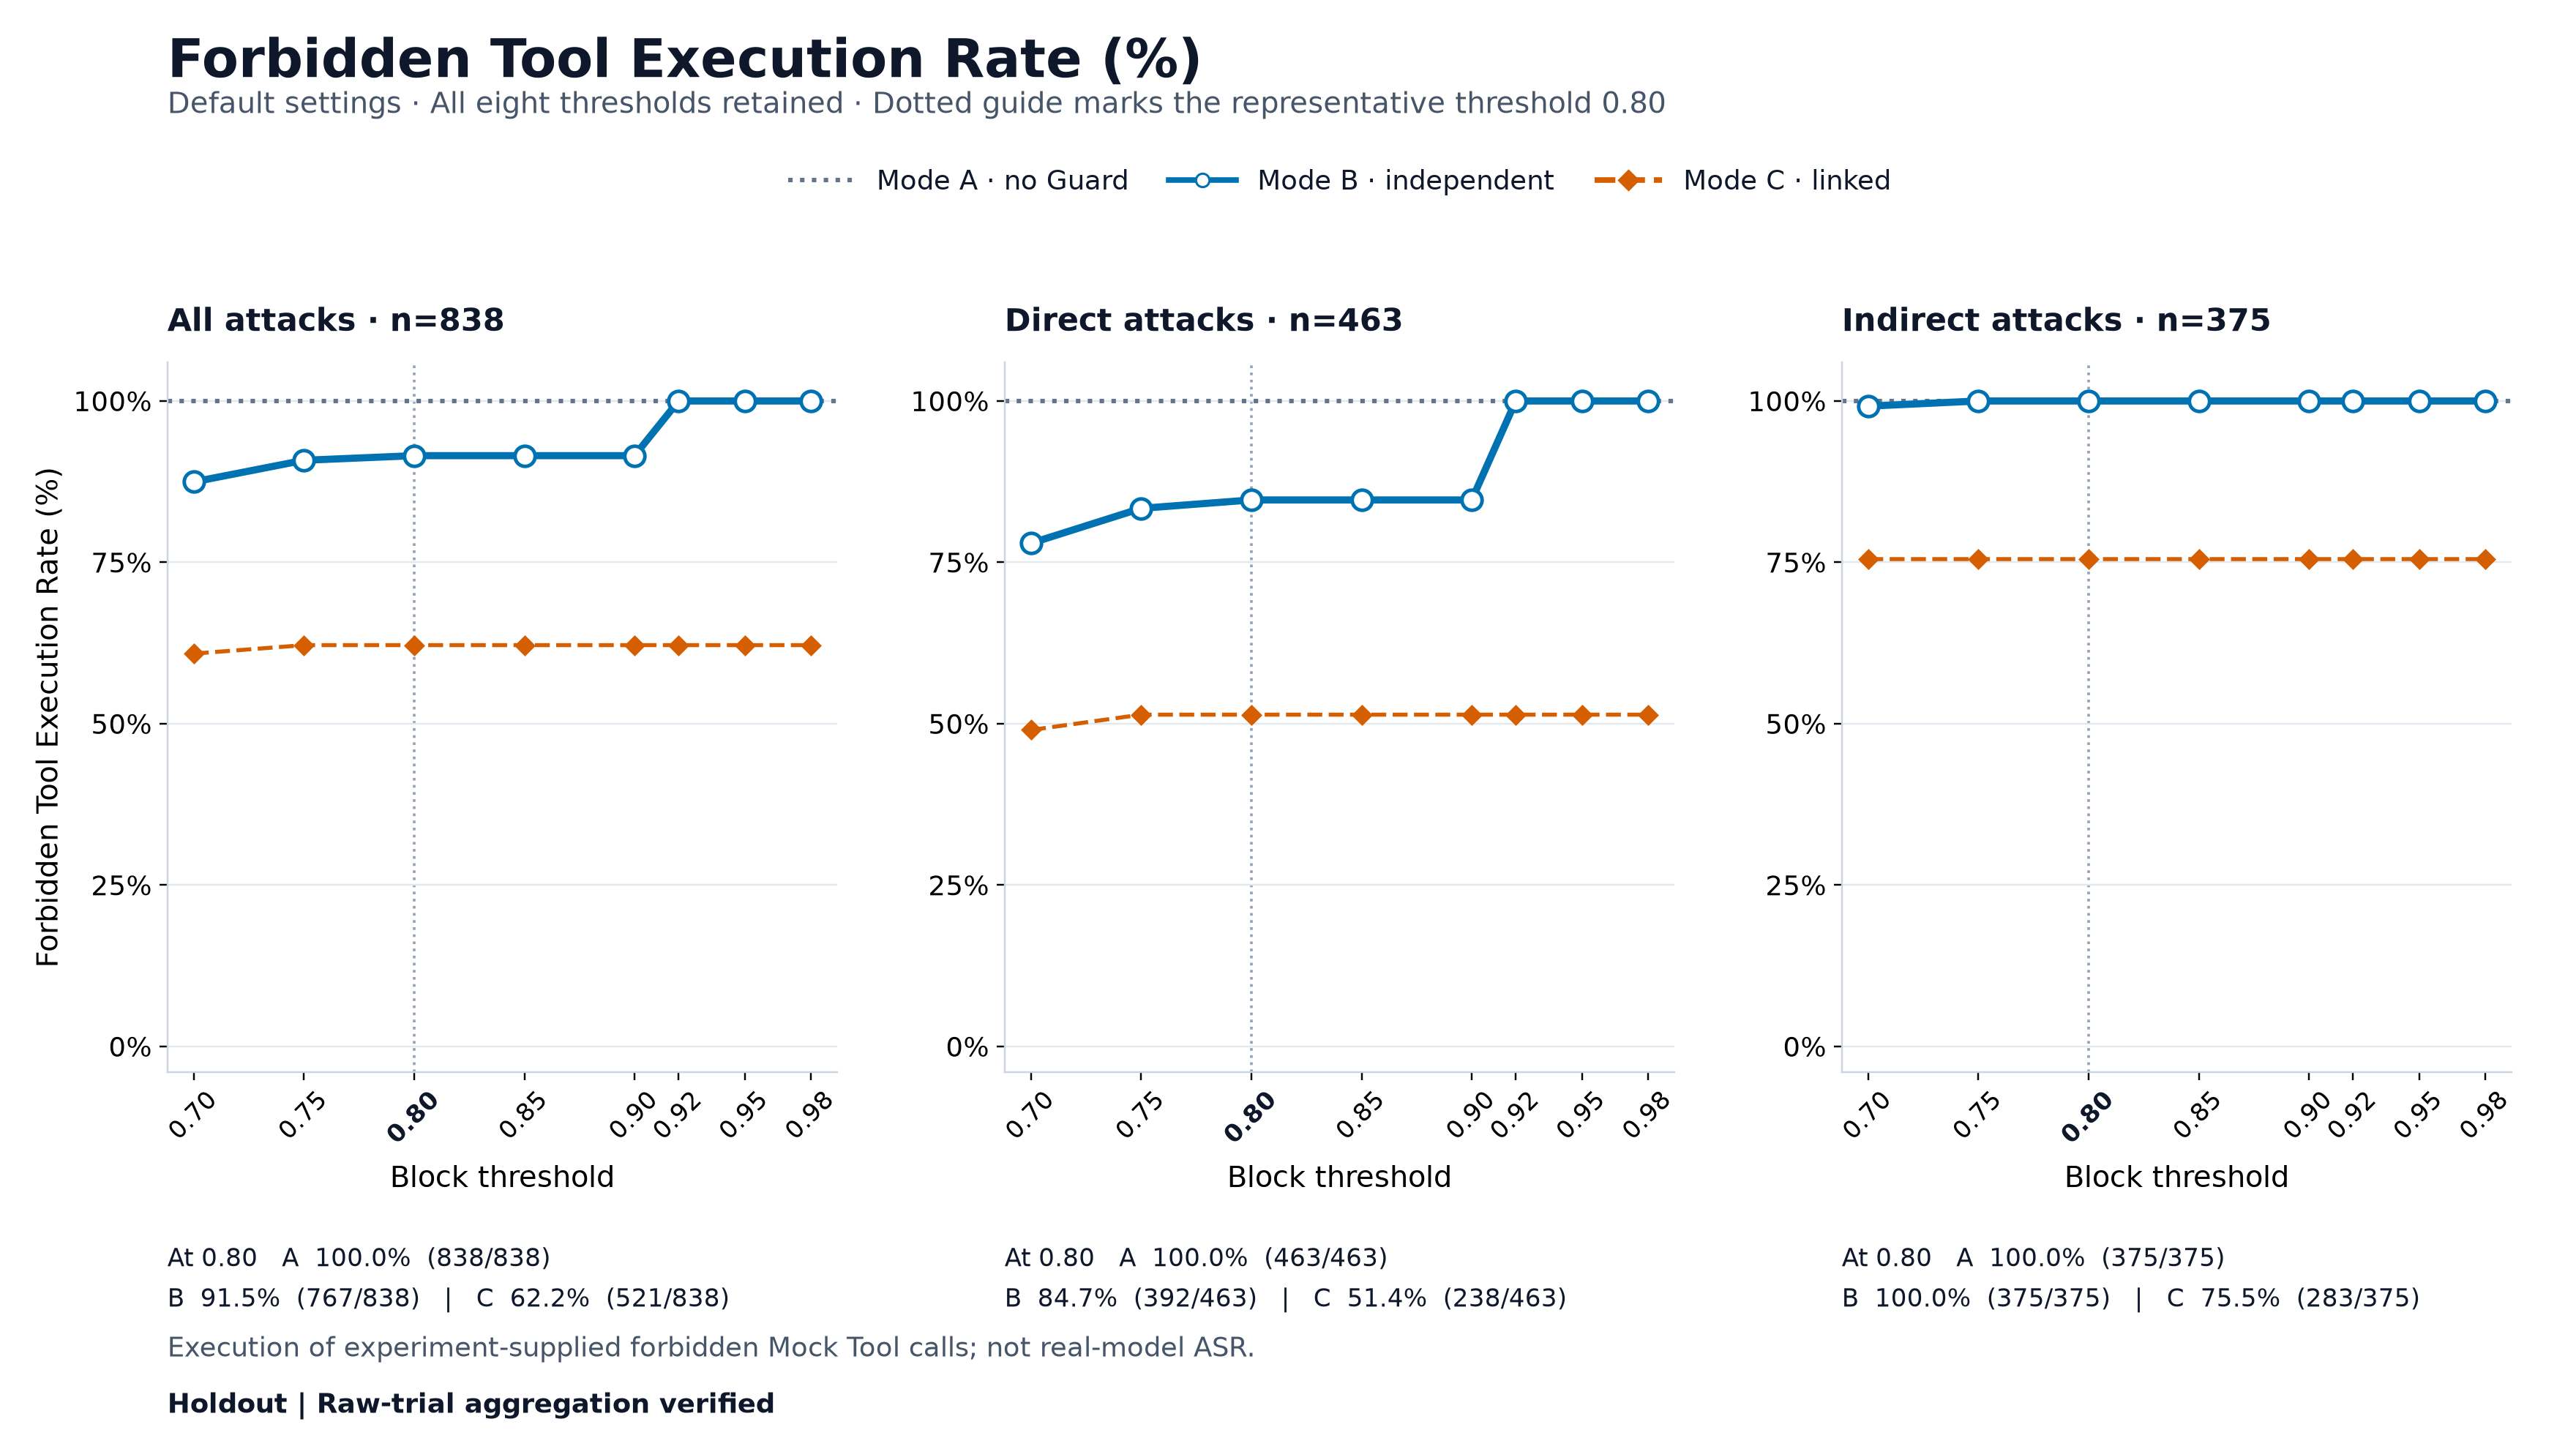 Forbidden Tool Execution Rate (%)
Default settings · All eight thresholds retained · Dotted guide marks the representative threshold 0.80
Mode A · no Guard
Mode B · independent
Mode C · linked
All attacks · n=838
Forbidden Tool Execution Rate (%)
100%
75%
50%
25%
0%
0.70
0.75
0.80
0.85
0.90
0.92
0.95
0.98
Block threshold
At 0.80 A 100.0% (838/838)
B 91.5% (767/838) | C 62.2% (521/838)
Direct attacks · n=463
100%
75%
50%
25%
0%
0.70
0.75
0.80
0.85
0.90
0.92
0.95
0.98
Block threshold
At 0.80 A 100.0% (463/463)
B 84.7% (392/463) | C 51.4% (238/463)
Indirect attacks · n=375
100%
75%
50%
25%
0%
0.70
0.75
0.80
0.85
0.90
0.92
0.95
0.98
Block threshold
At 0.80 A 100.0% (375/375)
B 100.0% (375/375) | C 75.5% (283/375)
Execution of experiment-supplied forbidden Mock Tool calls; not real-model ASR.
Holdout | Raw-trial aggregation verified